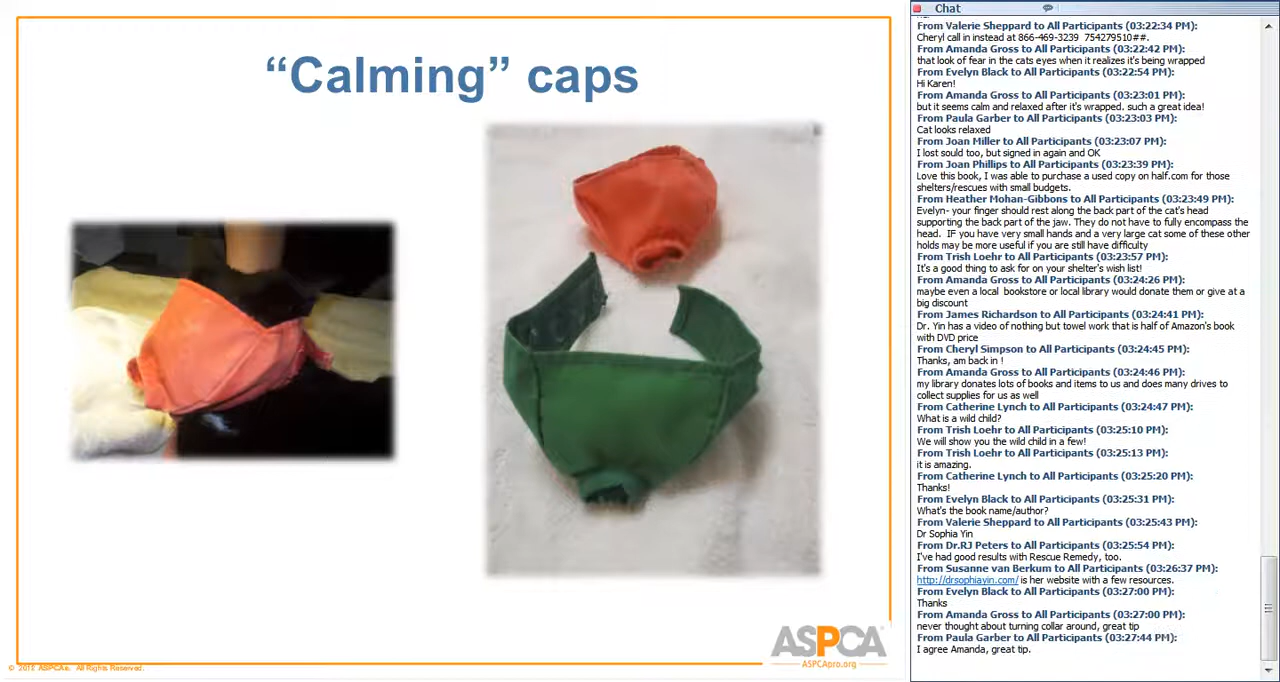 “Calming” caps
ASPCA
ASPCApro.org
ASPCA®. All Rights Reserved.
Chat
From Valerie Sheppard to All Participants (03:22:34 PM):
Cheryl call in instead at 866-469-3239  754279510##.
From Amanda Gross to All Participants (03:22:42 PM):
that look of fear in the cats eyes when it realizes it's being wrapped
From Evelyn Black to All Participants (03:22:54 PM):
Hi Karen!
From Amanda Gross to All Participants (03:23:01 PM):
but it seems calm and relaxed after it's wrapped. such a great idea!
From Paula Garber to All Participants (03:23:03 PM):
Cat looks relaxed
From Joan Miller to All Participants (03:23:07 PM):
I lost sould too, but signed in again and OK
From Joan Phillips to All Participants (03:23:39 PM):
Love this book, I was able to purchase a used copy on half.com for those
shelters/rescues with small budgets.
From Heather Mohan-Gibbons to All Participants (03:23:49 PM):
Evelyn- your finger should rest along the back part of the cat's head
supporting the back part of the jaw. They do not have to fully encompass the
head.  IF you have very small hands and a very large cat some of these other
holds may be more useful if you are still have difficulty
From Trish Loehr to All Participants (03:23:57 PM):
It's a good thing to ask for on your shelter's wish list!
From Amanda Gross to All Participants (03:24:26 PM):
maybe even a local  bookstore or local library would donate them or give at a
big discount
From James Richardson to All Participants (03:24:41 PM):
Dr. Yin has a video of nothing but towel work that is half of Amazon's book
with DVD price
From Cheryl Simpson to All Participants (03:24:45 PM):
Thanks, am back in !
From Amanda Gross to All Participants (03:24:46 PM):
my library donates lots of books and items to us and does many drives to
collect supplies for us as well
From Catherine Lynch to All Participants (03:24:47 PM):
What is a wild child?
From Trish Loehr to All Participants (03:25:10 PM):
We will show you the wild child in a few!
From Trish Loehr to All Participants (03:25:13 PM):
it is amazing.
From Catherine Lynch to All Participants (03:25:20 PM):
Thanks!
From Evelyn Black to All Participants (03:25:31 PM):
What's the book name/author?
From Valerie Sheppard to All Participants (03:25:43 PM):
Dr Sophia Yin
From Dr.RJ Peters to All Participants (03:25:54 PM):
I've had good results with Rescue Remedy, too.
From Susanne van Berkum to All Participants (03:26:37 PM):
http://drsophiayin.com/ is her website with a few resources.
From Evelyn Black to All Participants (03:27:00 PM):
Thanks
From Amanda Gross to All Participants (03:27:00 PM):
never thought about turning collar around, great tip
From Paula Garber to All Participants (03:27:44 PM):
I agree Amanda, great tip.